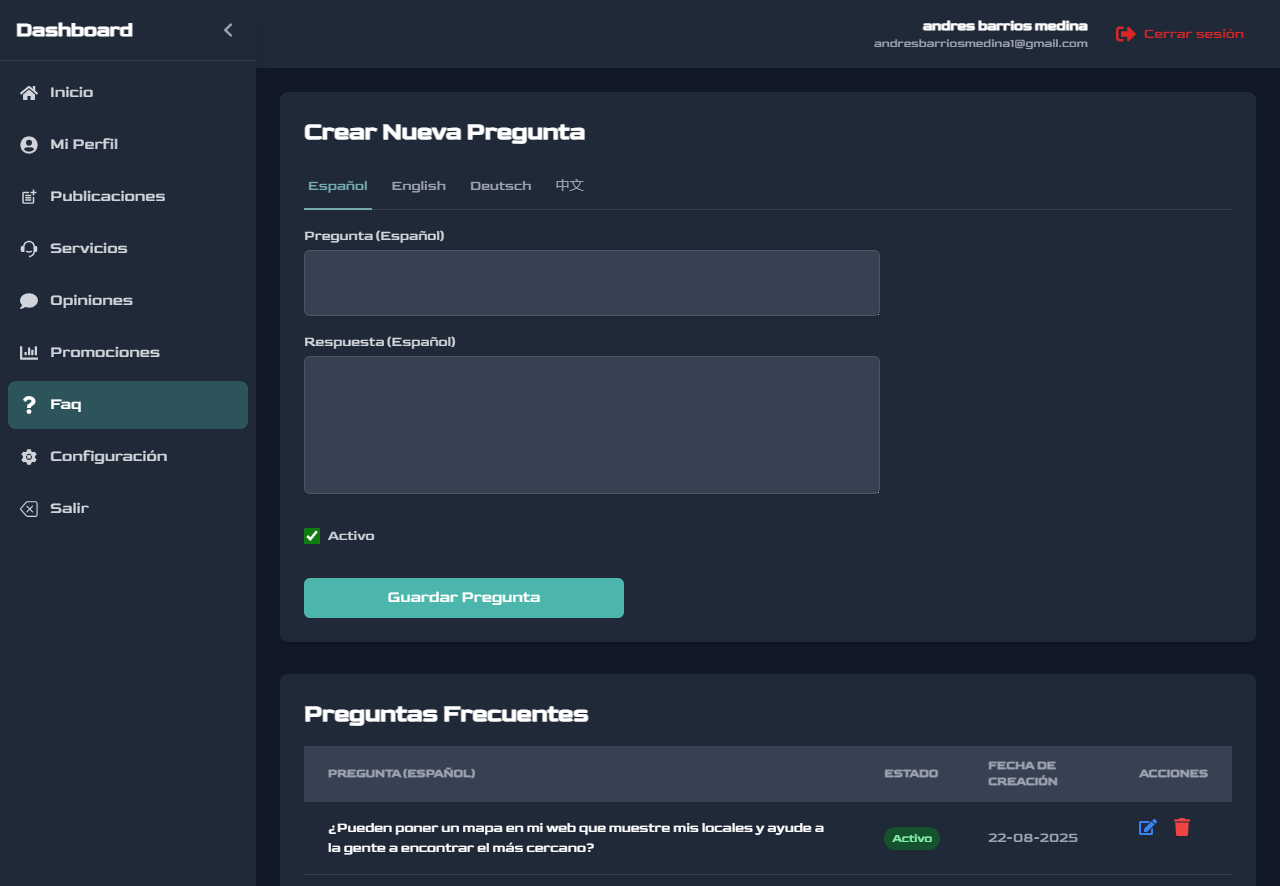 Dashboard
andres barrios medina
andresbarriosmedina1@gmail.com
Cerrar sesión
Inicio
Mi Perfil
Publicaciones
Servicios
Opiniones
Promociones
Faq
Configuración
Salir
Crear Nueva Pregunta
Español English Deutsch 中文
Pregunta (Español)
Respuesta (Español)
Activo
Guardar Pregunta
Preguntas Frecuentes
PREGUNTA (ESPAÑOL) ESTADO FECHA DE CREACIÓN ACCIONES
¿Pueden poner un mapa en mi web que muestre mis locales y ayude a
la gente a encontrar el más cercano?
Activo
22-08-2025